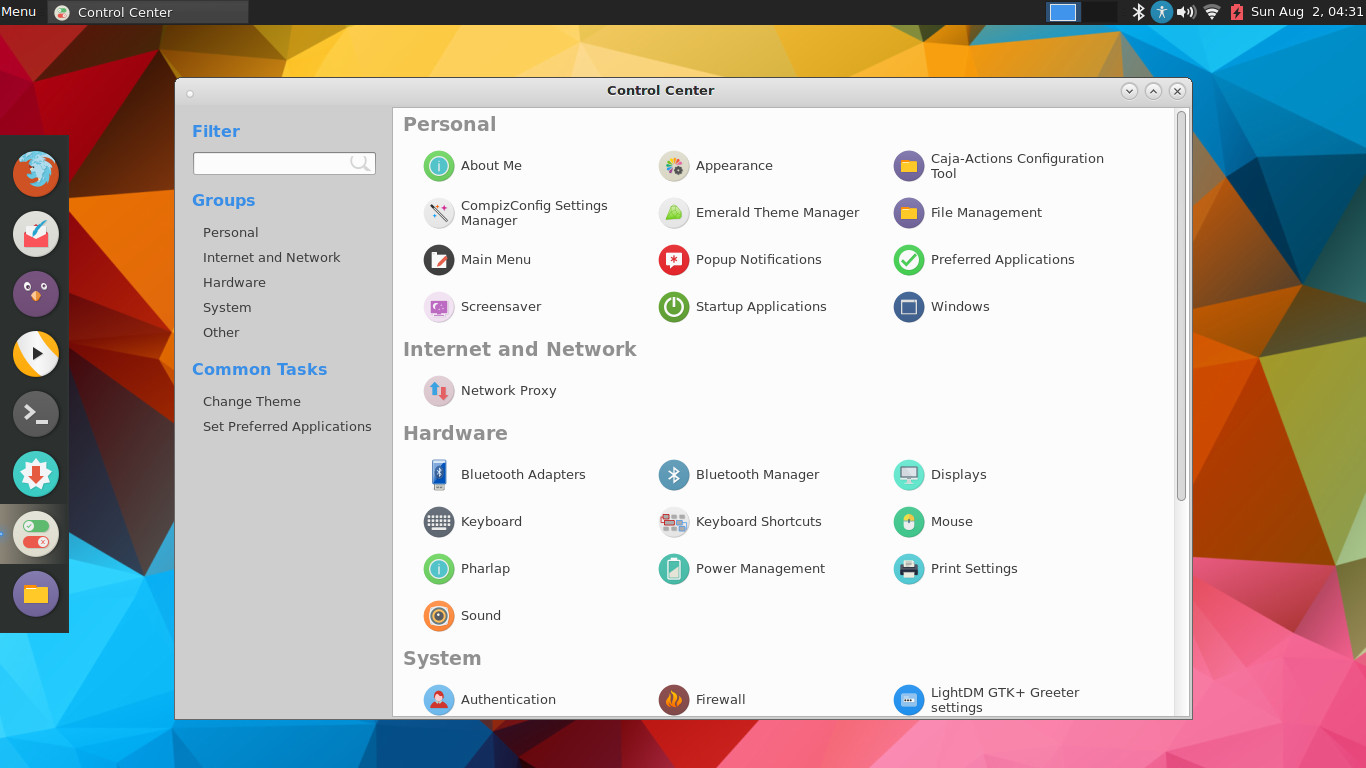 Menu
Control Center
Sun Aug 2, 04:31
Control Center
Filter
Groups
Personal
Internet and Network
Hardware
System
Other
Common Tasks
Change Theme
Set Preferred Applications
Personal
About Me
Appearance
Caja-Actions Configuration
Tool
CompizConfig Settings
Manager
Emerald Theme Manager
File Management
Main Menu
Popup Notifications
Preferred Applications
Screensaver
Startup Applications
Windows
Internet and Network
Network Proxy
Hardware
Bluetooth Adapters
Bluetooth Manager
Displays
Keyboard
Keyboard Shortcuts
Mouse
Pharlap
Power Management
Print Settings
Sound
System
Authentication
Firewall
LightDM GTK+ Greeter
settings